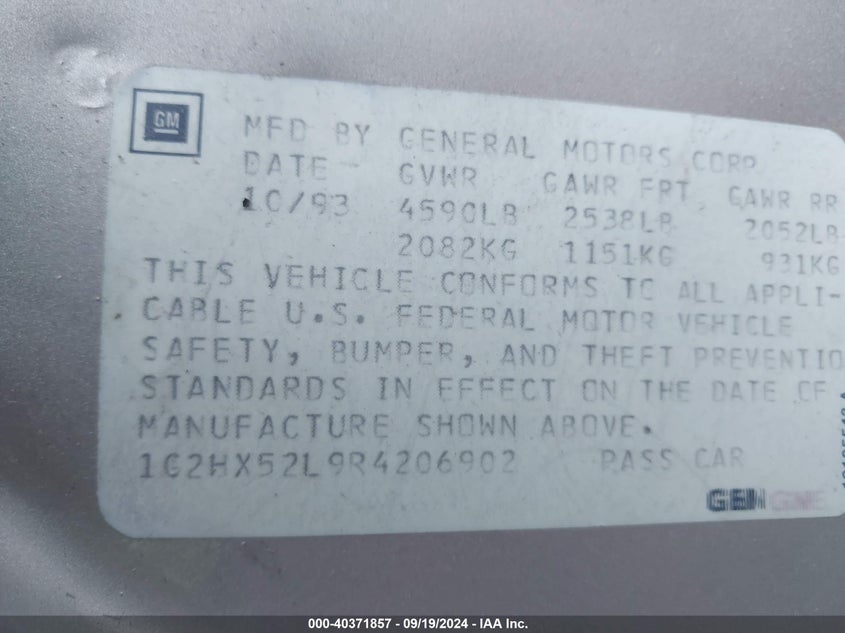 GM
MFD BY GENERAL MOTORS CORP
DATE GVWR GAWR FRT GAWR RR
10/93 4590LB 2538LB 2052LB
2082KG 1151KG 931KG
THIS VEHICLE CONFORMS TO ALL APPLI-
CABLE U.S. FEDERAL MOTOR VEHICLE
SAFETY, BUMPER, AND THEFT PREVENTIO
STANDARDS IN EFFECT ON THE DATE OF
MANUFACTURE SHOWN ABOVE.
1G2HX52L9R4206902 PASS CAR
000-40371857 - 09/19/2024 - IAA Inc.